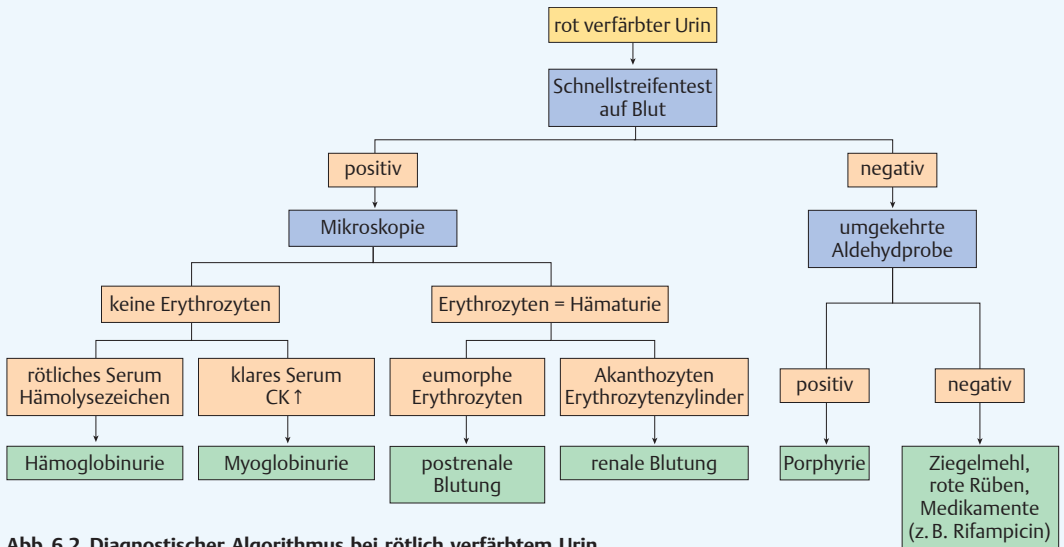 rot verfärbter Urin
Schnellstreifentest
auf Blut
positiv
negativ
Mikroskopie
umgekehrte
Aldehydprobe
keine Erythrozyten
Erythrozyten = Hämaturie
rötliches Serum
Hämolysezeichen
klares Serum
CK ↑
eumorphe
Erythrozyten
Akanthozyten
Erythrozytenzylinder
positiv
negativ
Hämoglobinurie
Myoglobinurie
postrenale
Blutung
renale Blutung
Porphyrie
Ziegelmehl,
rote Rüben,
Medikamente
(z. B. Rifampicin)
Abb. 6.2 Diagnostischer Algorithmus bei rötlich verfärbtem Urin